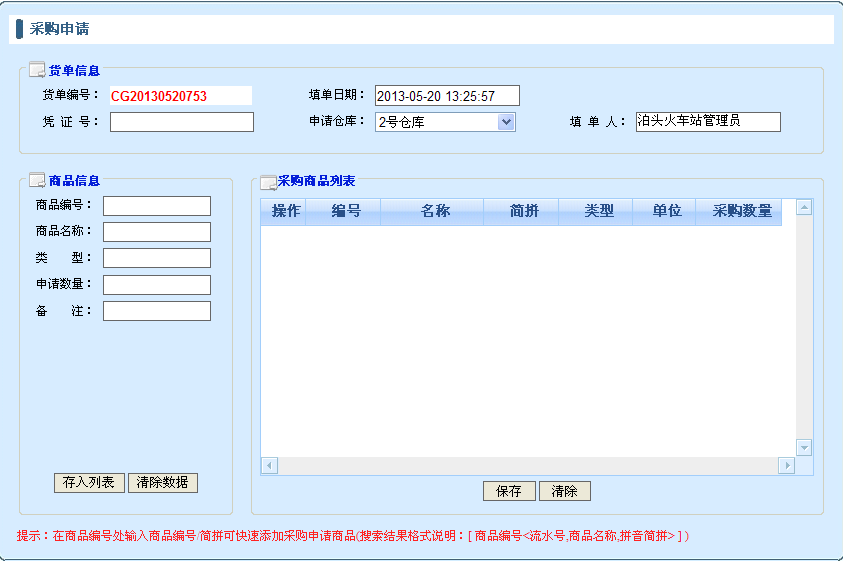 采购申请
货单信息
货单编号： CG20130520753 填单日期： 2013-05-20 13:25:57
凭 证 号： 申请仓库： 2号仓库 填 单 人： 泊头火车站管理员
商品信息
商品编号：
商品名称：
类 型：
申请数量：
备 注：
存入列表 清除数据
采购商品列表
操作 编号 名称 简拼 类型 单位 采购数量
保存 清除
提示：在商品编号处输入商品编号/简拼可快速添加采购申请商品(搜索结果格式说明：[ 商品编号<流水号,商品名称,拼音简拼> ] )